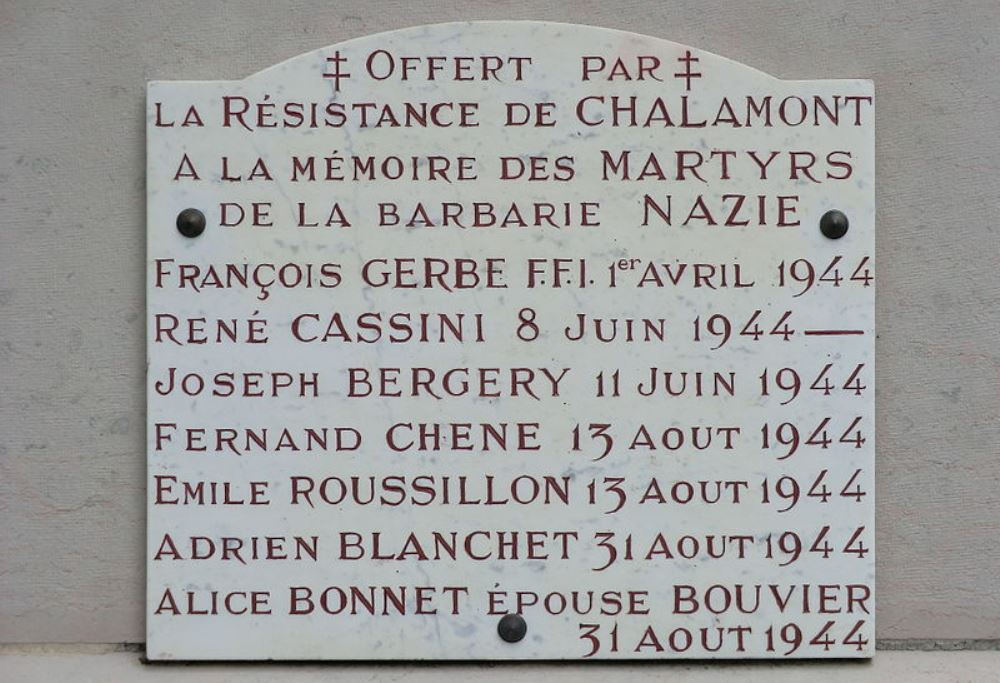 ‡ OFFERT PAR ‡
LA RÉSISTANCE DE CHALAMONT
A LA MÉMOIRE DES MARTYRS
DE LA BARBARIE NAZIE
FRANÇOIS GERBE F.F.I. 1er AVRIL 1944
RENÉ CASSINI 8 JUIN 1944 —
JOSEPH BERGERY 11 JUIN 1944
FERNAND CHENE 13 AOUT 1944
EMILE ROUSSILLON 13 AOUT 1944
ADRIEN BLANCHET 31 AOUT 1944
ALICE BONNET ÉPOUSE BOUVIER
31 AOUT 1944